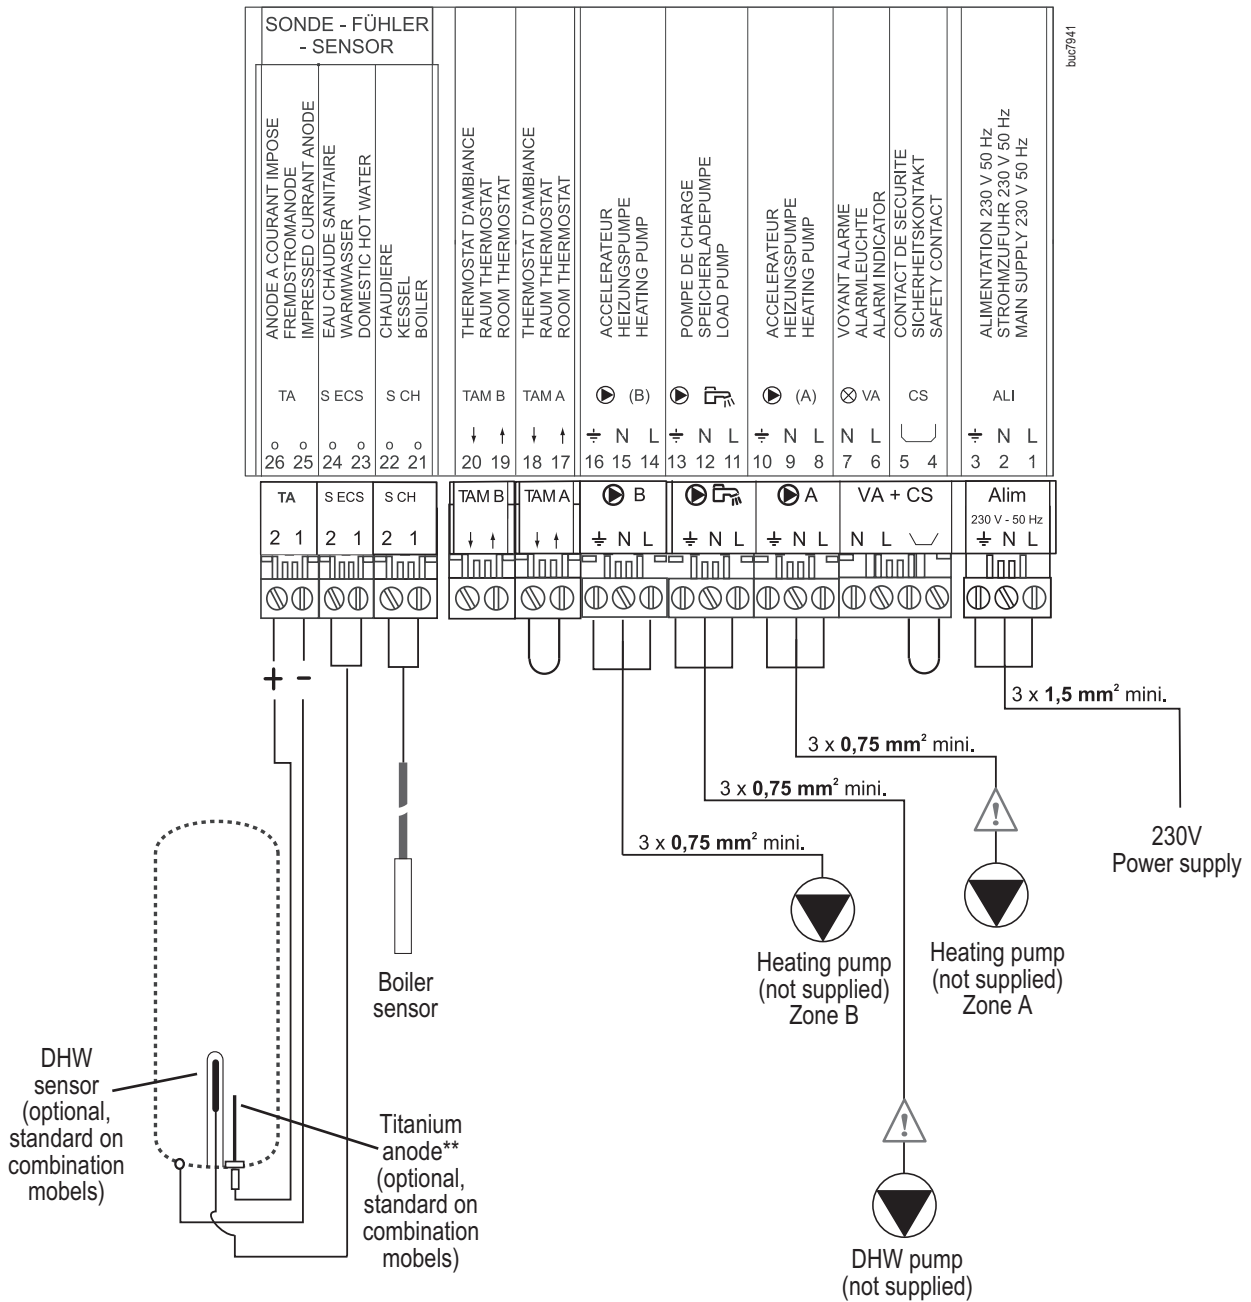 SONDE - FÜHLER
- SENSOR
buc7941
ANODE A COURANT IMPOSE
FREMDSTROMANODE
IMPRESSED CURRANT ANODE
EAU CHAUDE SANITAIRE
WARMWASSER
DOMESTIC HOT WATER
CHAUDIERE
KESSEL
BOILER
THERMOSTAT D'AMBIANCE
RAUM THERMOSTAT
ROOM THERMOSTAT
THERMOSTAT D'AMBIANCE
RAUM THERMOSTAT
ROOM THERMOSTAT
ACCELERATEUR
HEIZUNGSPUMPE
HEATING PUMP
POMPE DE CHARGE
SPEICHERLADEPUMPE
LOAD PUMP
ACCELERATEUR
HEIZUNGSPUMPE
HEATING PUMP
VOYANT ALARME
ALARMLEUCHTE
ALARM INDICATOR
CONTACT DE SECURITE
SICHERHEITSKONTAKT
SAFETY CONTACT
ALIMENTATION 230 V 50 Hz
STROHMZUFUHR 230 V 50 Hz
MAIN SUPPLY 230 V 50 Hz
TA S ECS S CH TAM B TAM A (B) (A) VA CS ALI
N L N L N L N L N L
26 25 24 23 22 21 20 19 18 17 16 15 14 13 12 11 10 9 8 7 6 5 4 3 2 1
TA S ECS S CH TAM B TAM A B A VA + CS Alim
230 V - 50 Hz
2 1 2 1 2 1 N L N L N L N L N L
+ -
3 x 1,5 mm² mini.
3 x 0,75 mm² mini.
3 x 0,75 mm² mini.
3 x 0,75 mm² mini.
!
230V
Power supply
Heating pump
(not supplied)
Zone A
Heating pump
(not supplied)
Zone B
Boiler
sensor
DHW
sensor
(optional,
standard on
combination
mobels)
Titanium
anode**
(optional,
standard on
combination
mobels)
!
DHW pump
(not supplied)